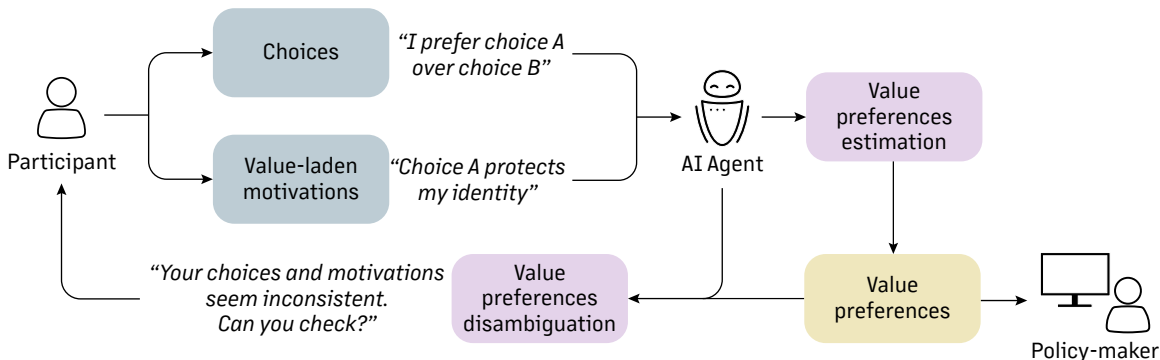 Choices
“I prefer choice A
over choice B”
Participant
Value-laden
motivations
“Choice A protects
my identity”
AI Agent
Value
preferences
estimation
“Your choices and motivations
seem inconsistent.
Can you check?”
Value
preferences
disambiguation
Value
preferences
Policy-maker